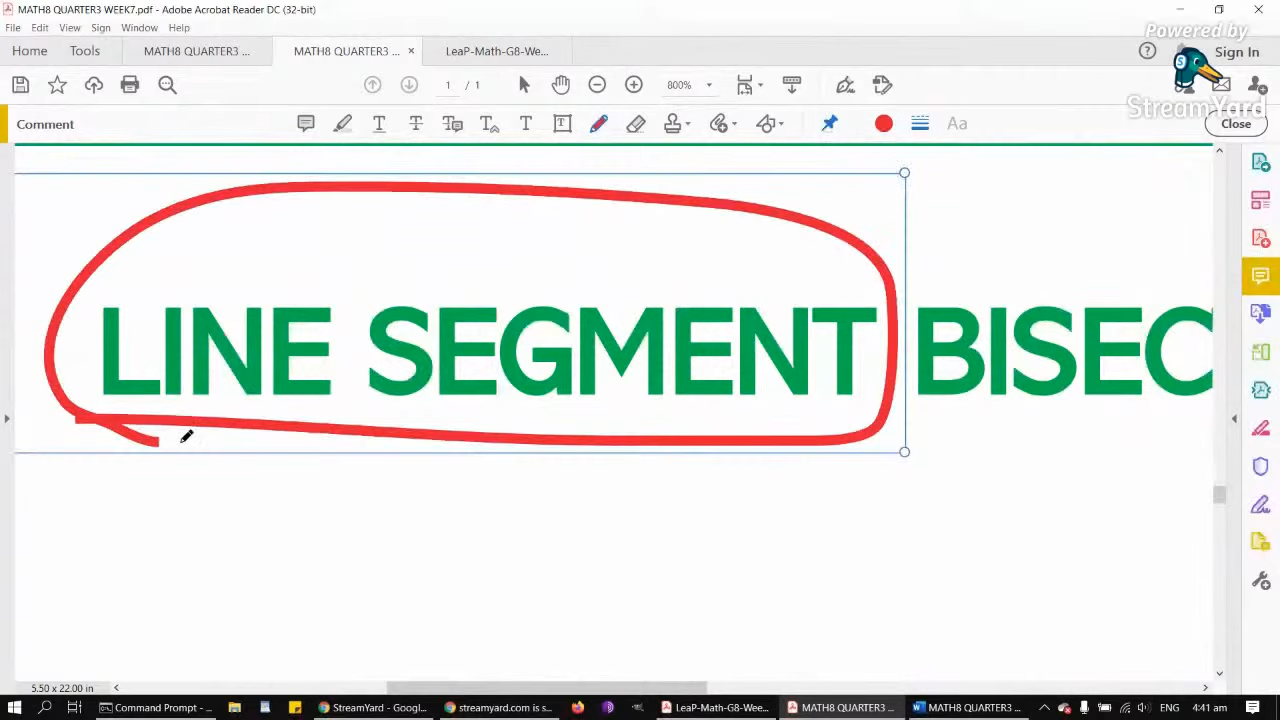 MATH8 QUARTER3 WEEK7.pdf - Adobe Acrobat Reader DC (32-bit)
File Edit View Sign Window Help
Powered by
StreamYard
Home Tools MATH8 QUARTER3 ... MATH8 QUARTER3 ... × LeaP-Math-G8-We... Sign In
1 / 1 800%
Comment Aa Close
LINE SEGMENT BISEC
5.50 x 22.00 in
Command Prompt - ... StreamYard - Googl... streamyard.com is s... LeaP-Math-G8-Wee... MATH8 QUARTER3 ... MATH8 QUARTER3 ... ENG 4:41 am